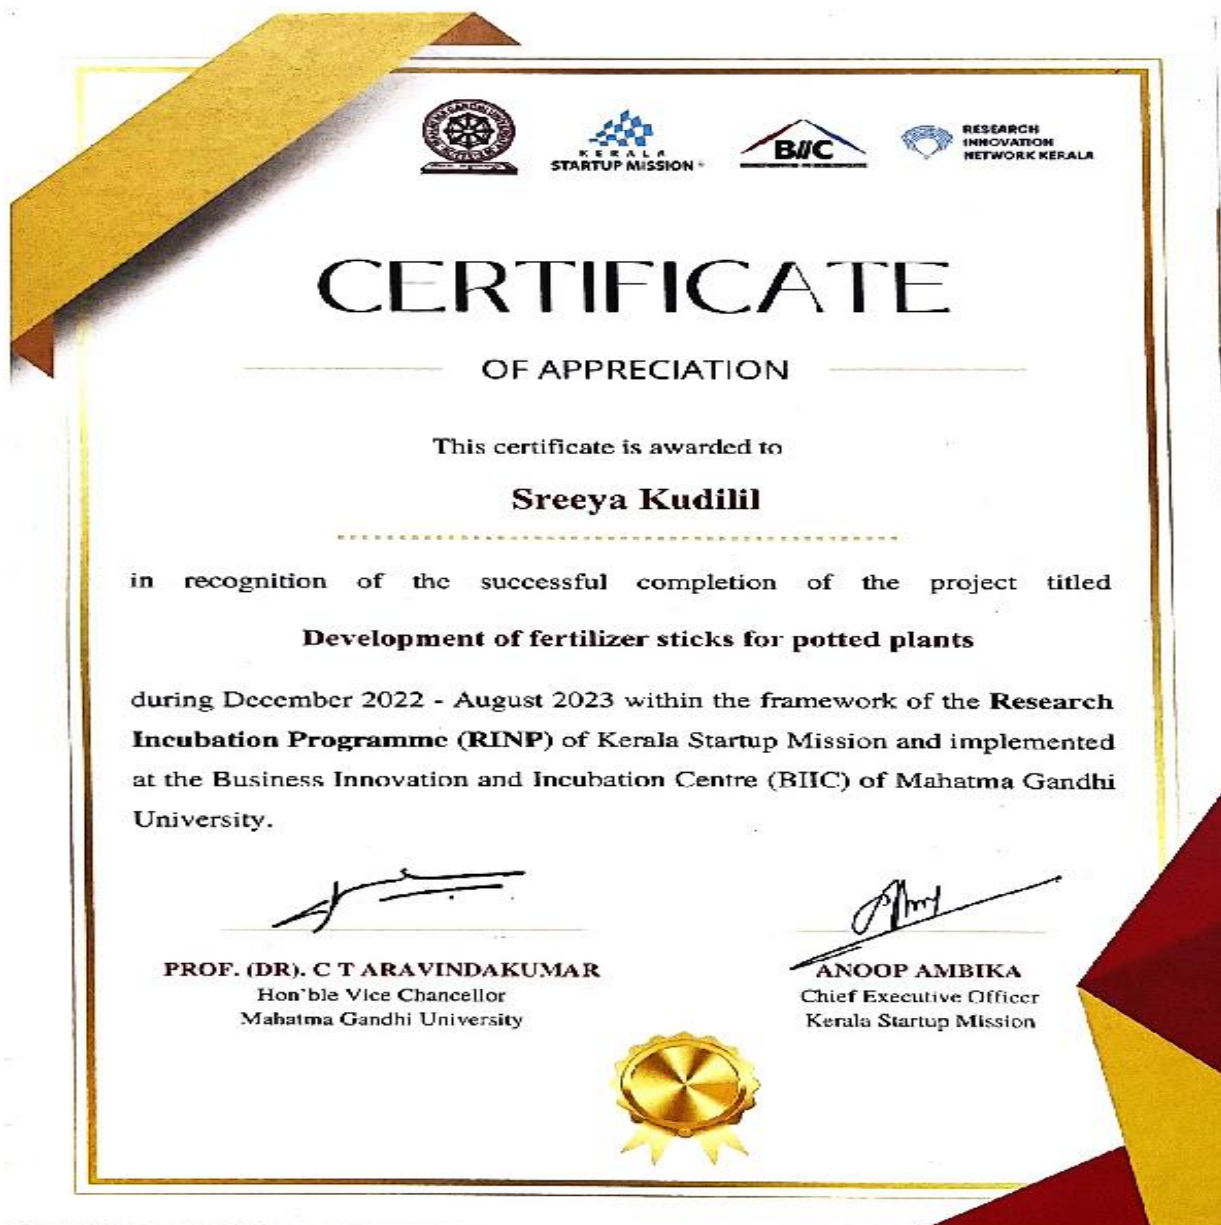 KERALA
STARTUP MISSION
BIIC
RESEARCH
INNOVATION
NETWORK KERALA
CERTIFICATE
OF APPRECIATION
This certificate is awarded to
Sreeya Kudilil
in recognition of the successful completion of the project titled
Development of fertilizer sticks for potted plants
during December 2022 - August 2023 within the framework of the Research
Incubation Programme (RINP) of Kerala Startup Mission and implemented
at the Business Innovation and Incubation Centre (BIIC) of Mahatma Gandhi
University.
PROF. (DR). C T ARAVINDAKUMAR
Hon'ble Vice Chancellor
Mahatma Gandhi University
ANOOP AMBIKA
Chief Executive Officer
Kerala Startup Mission